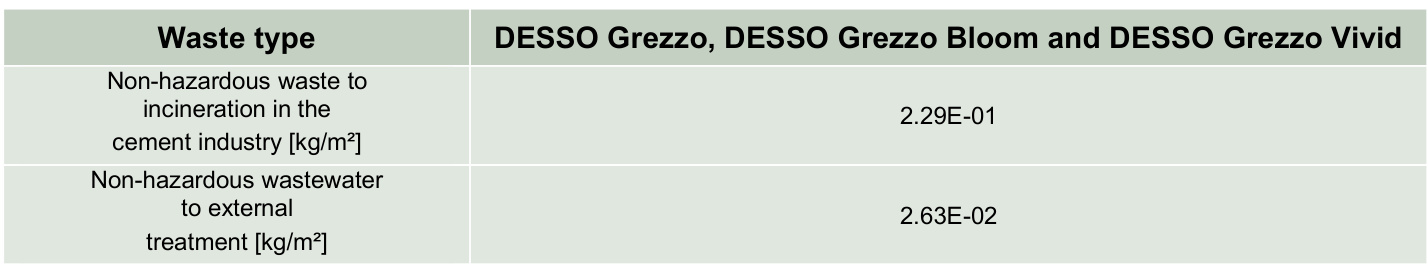 Waste type
DESSO Grezzo, DESSO Grezzo Bloom and DESSO Grezzo Vivid
Non-hazardous waste to
incineration in the
cement industry [kg/m²]
2.29E-01
Non-hazardous wastewater
to external
treatment [kg/m²]
2.63E-02